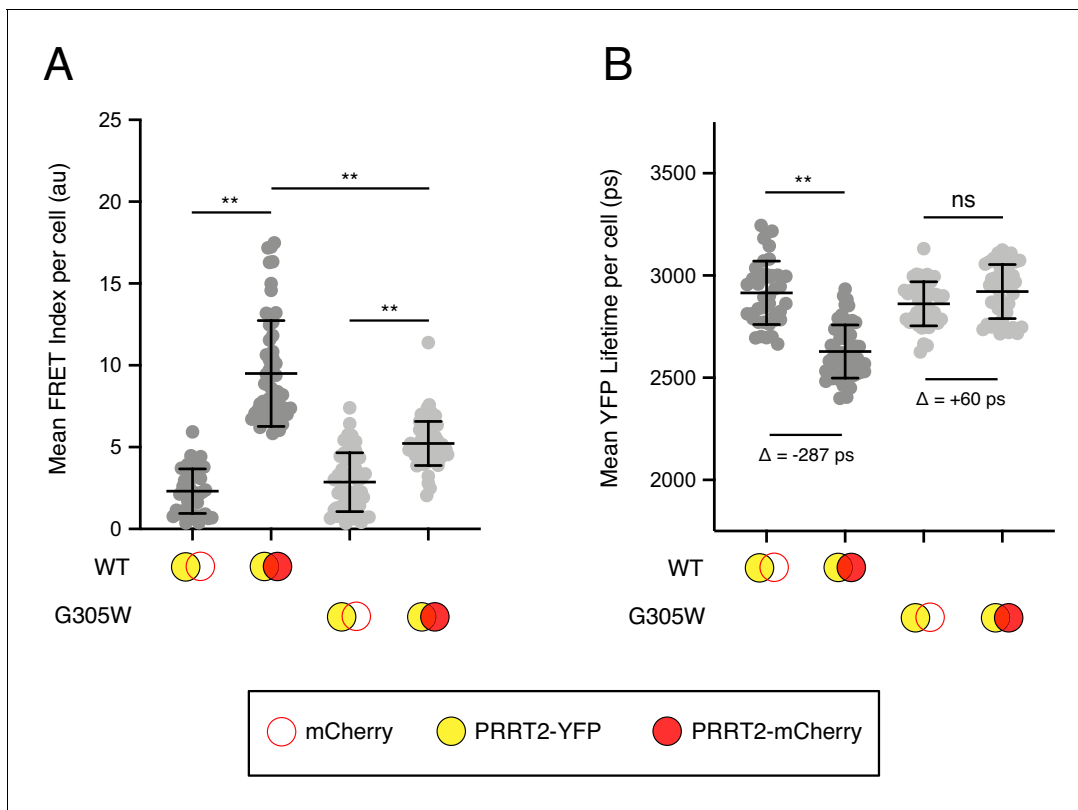 A
Mean FRET Index per cell (au)
25
20
15
10
5
0
**
**
**
WT
G305W
B
Mean YFP Lifetime per cell (ps)
3500
3000
2500
2000
**
ns
Δ = -287 ps
Δ = +60 ps
WT
G305W
mCherry PRRT2-YFP PRRT2-mCherry